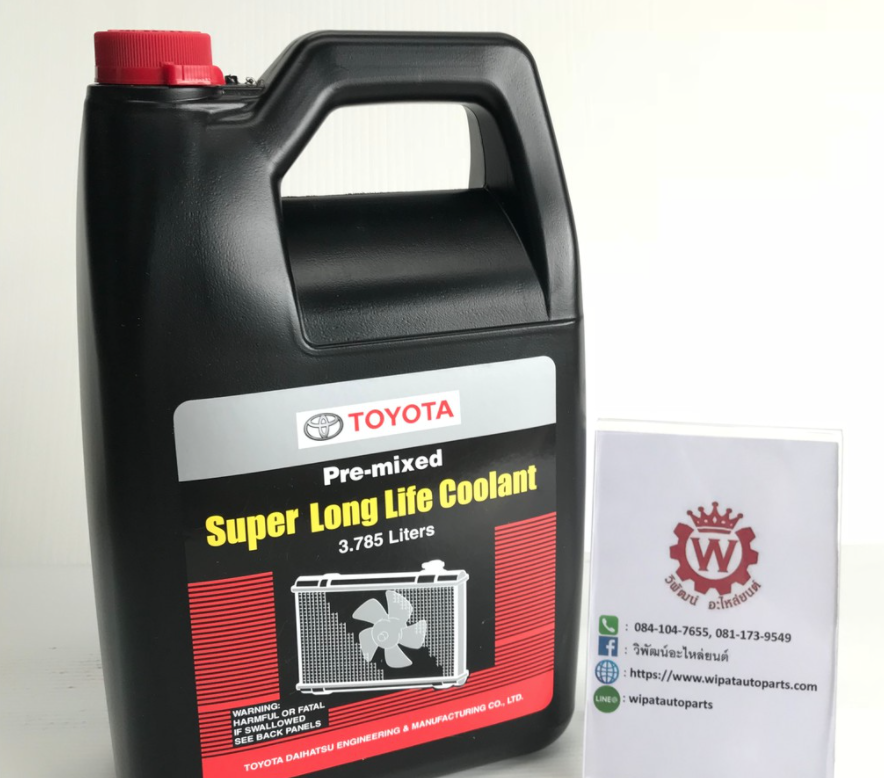 TOYOTA
Pre-mixed
Super Long Life Coolant
3.785 Liters
WARNING:
HARMFUL OR FATAL
IF SWALLOWED
SEE BACK PANELS
TOYOTA DAIHATSU ENGINEERING & MANUFACTURING CO., LTD.
W
วิพัฒน์ อะไหล่ยนต์
: 084-104-7655, 081-173-9549
f : วิพัฒน์อะไหล่ยนต์
: https://www.wipatautoparts.com
LINE@ : wipatautoparts